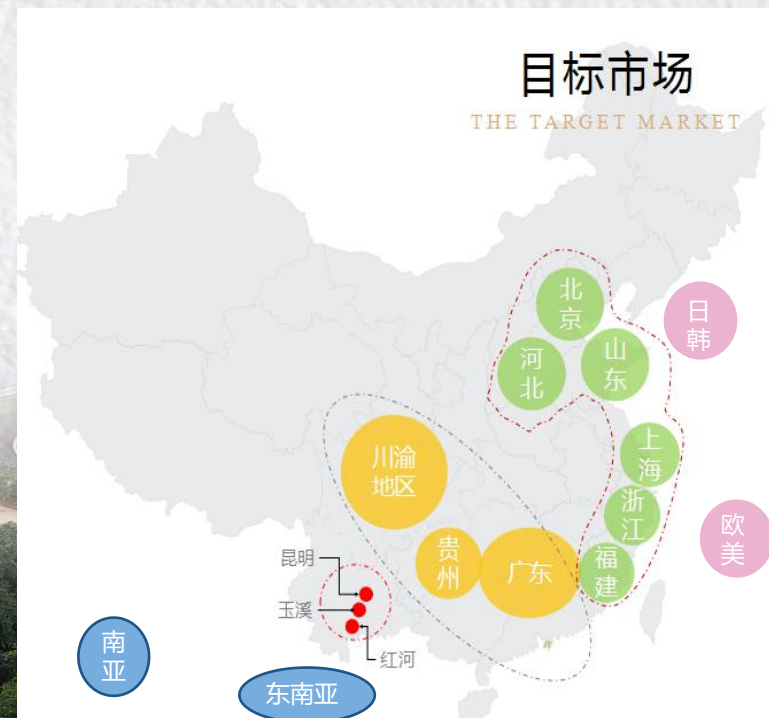 目标市场
THE TARGET MARKET
北
京
日
韩
河
北
山
东
川渝
地区
上
海
浙
江
欧
美
贵
州
广东
福
建
昆明
玉溪
红河
南
亚
东南亚